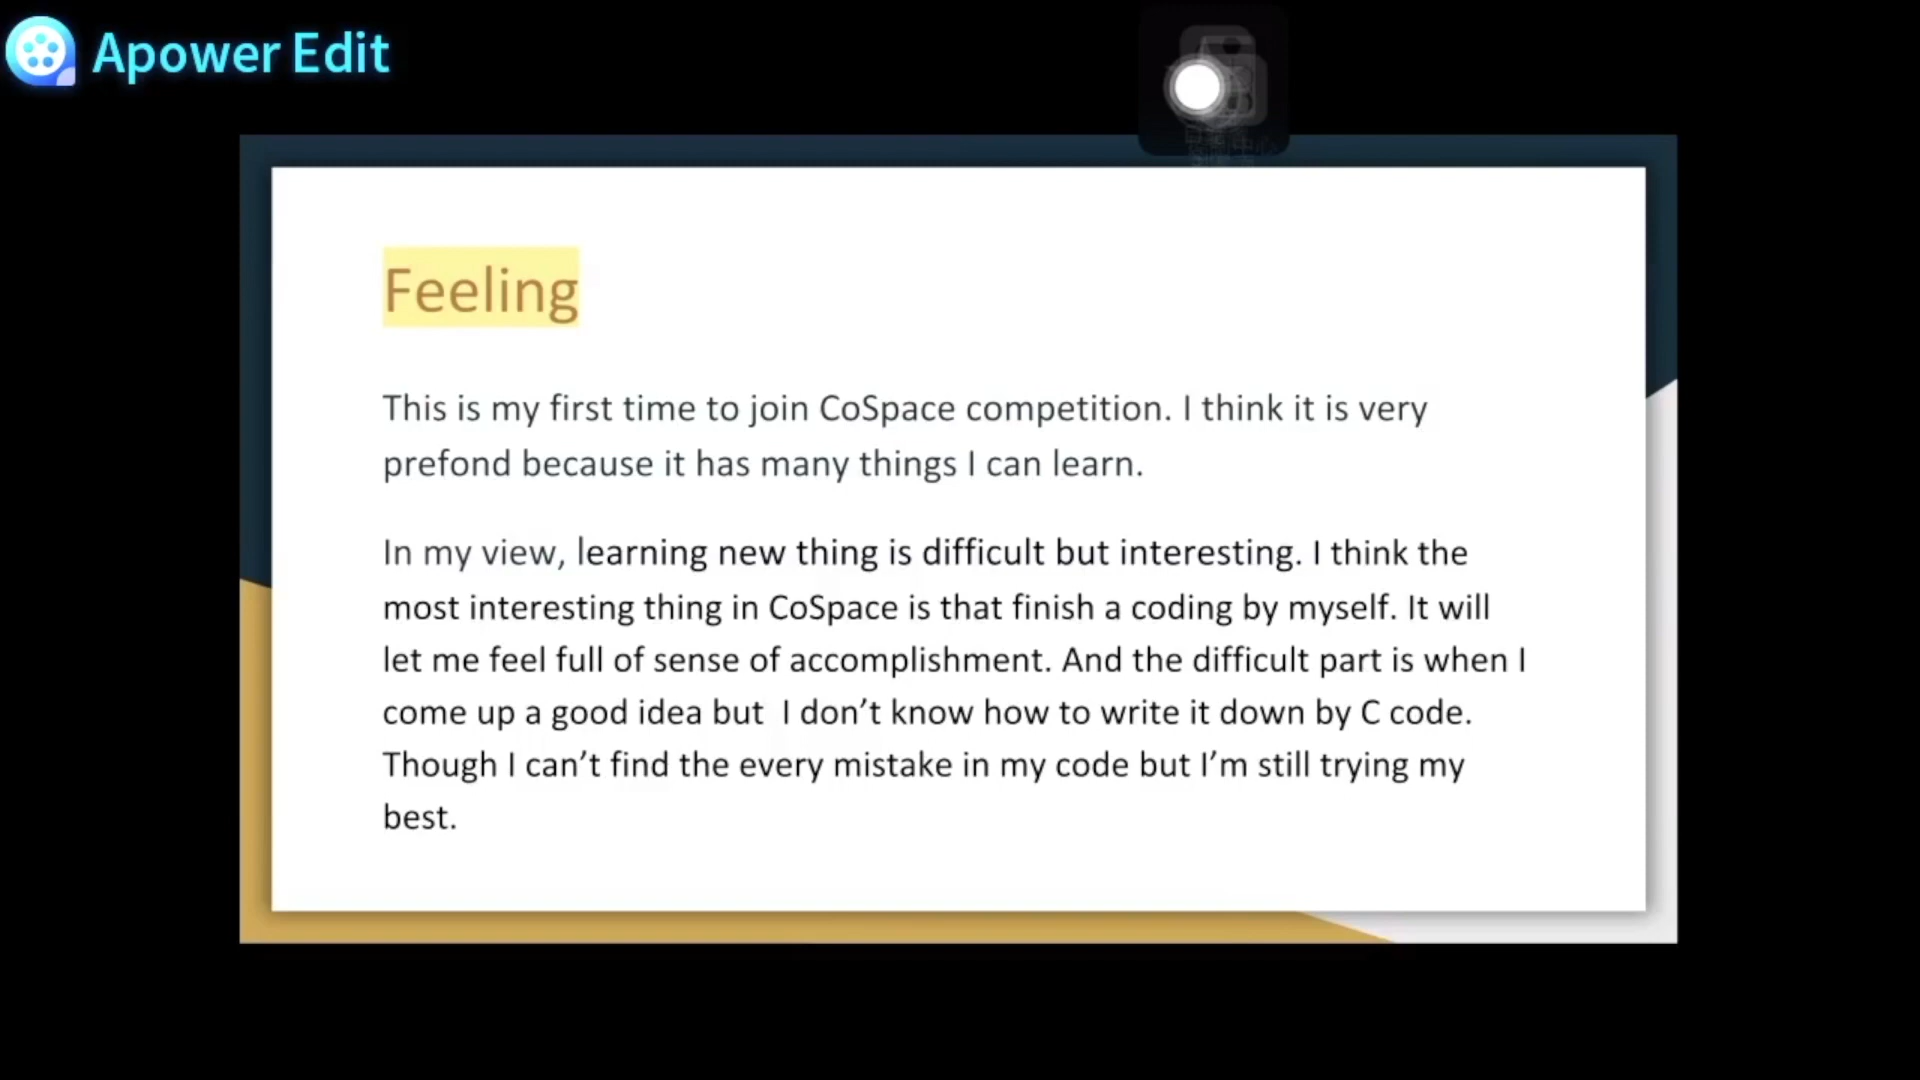 Apower Edit
Feeling
This is my first time to join CoSpace competition. I think it is very
prefond because it has many things I can learn.
In my view, learning new thing is difficult but interesting. I think the
most interesting thing in CoSpace is that finish a coding by myself. It will
let me feel full of sense of accomplishment. And the difficult part is when I
come up a good idea but  I don’t know how to write it down by C code.
Though I can’t find the every mistake in my code but I’m still trying my
best.